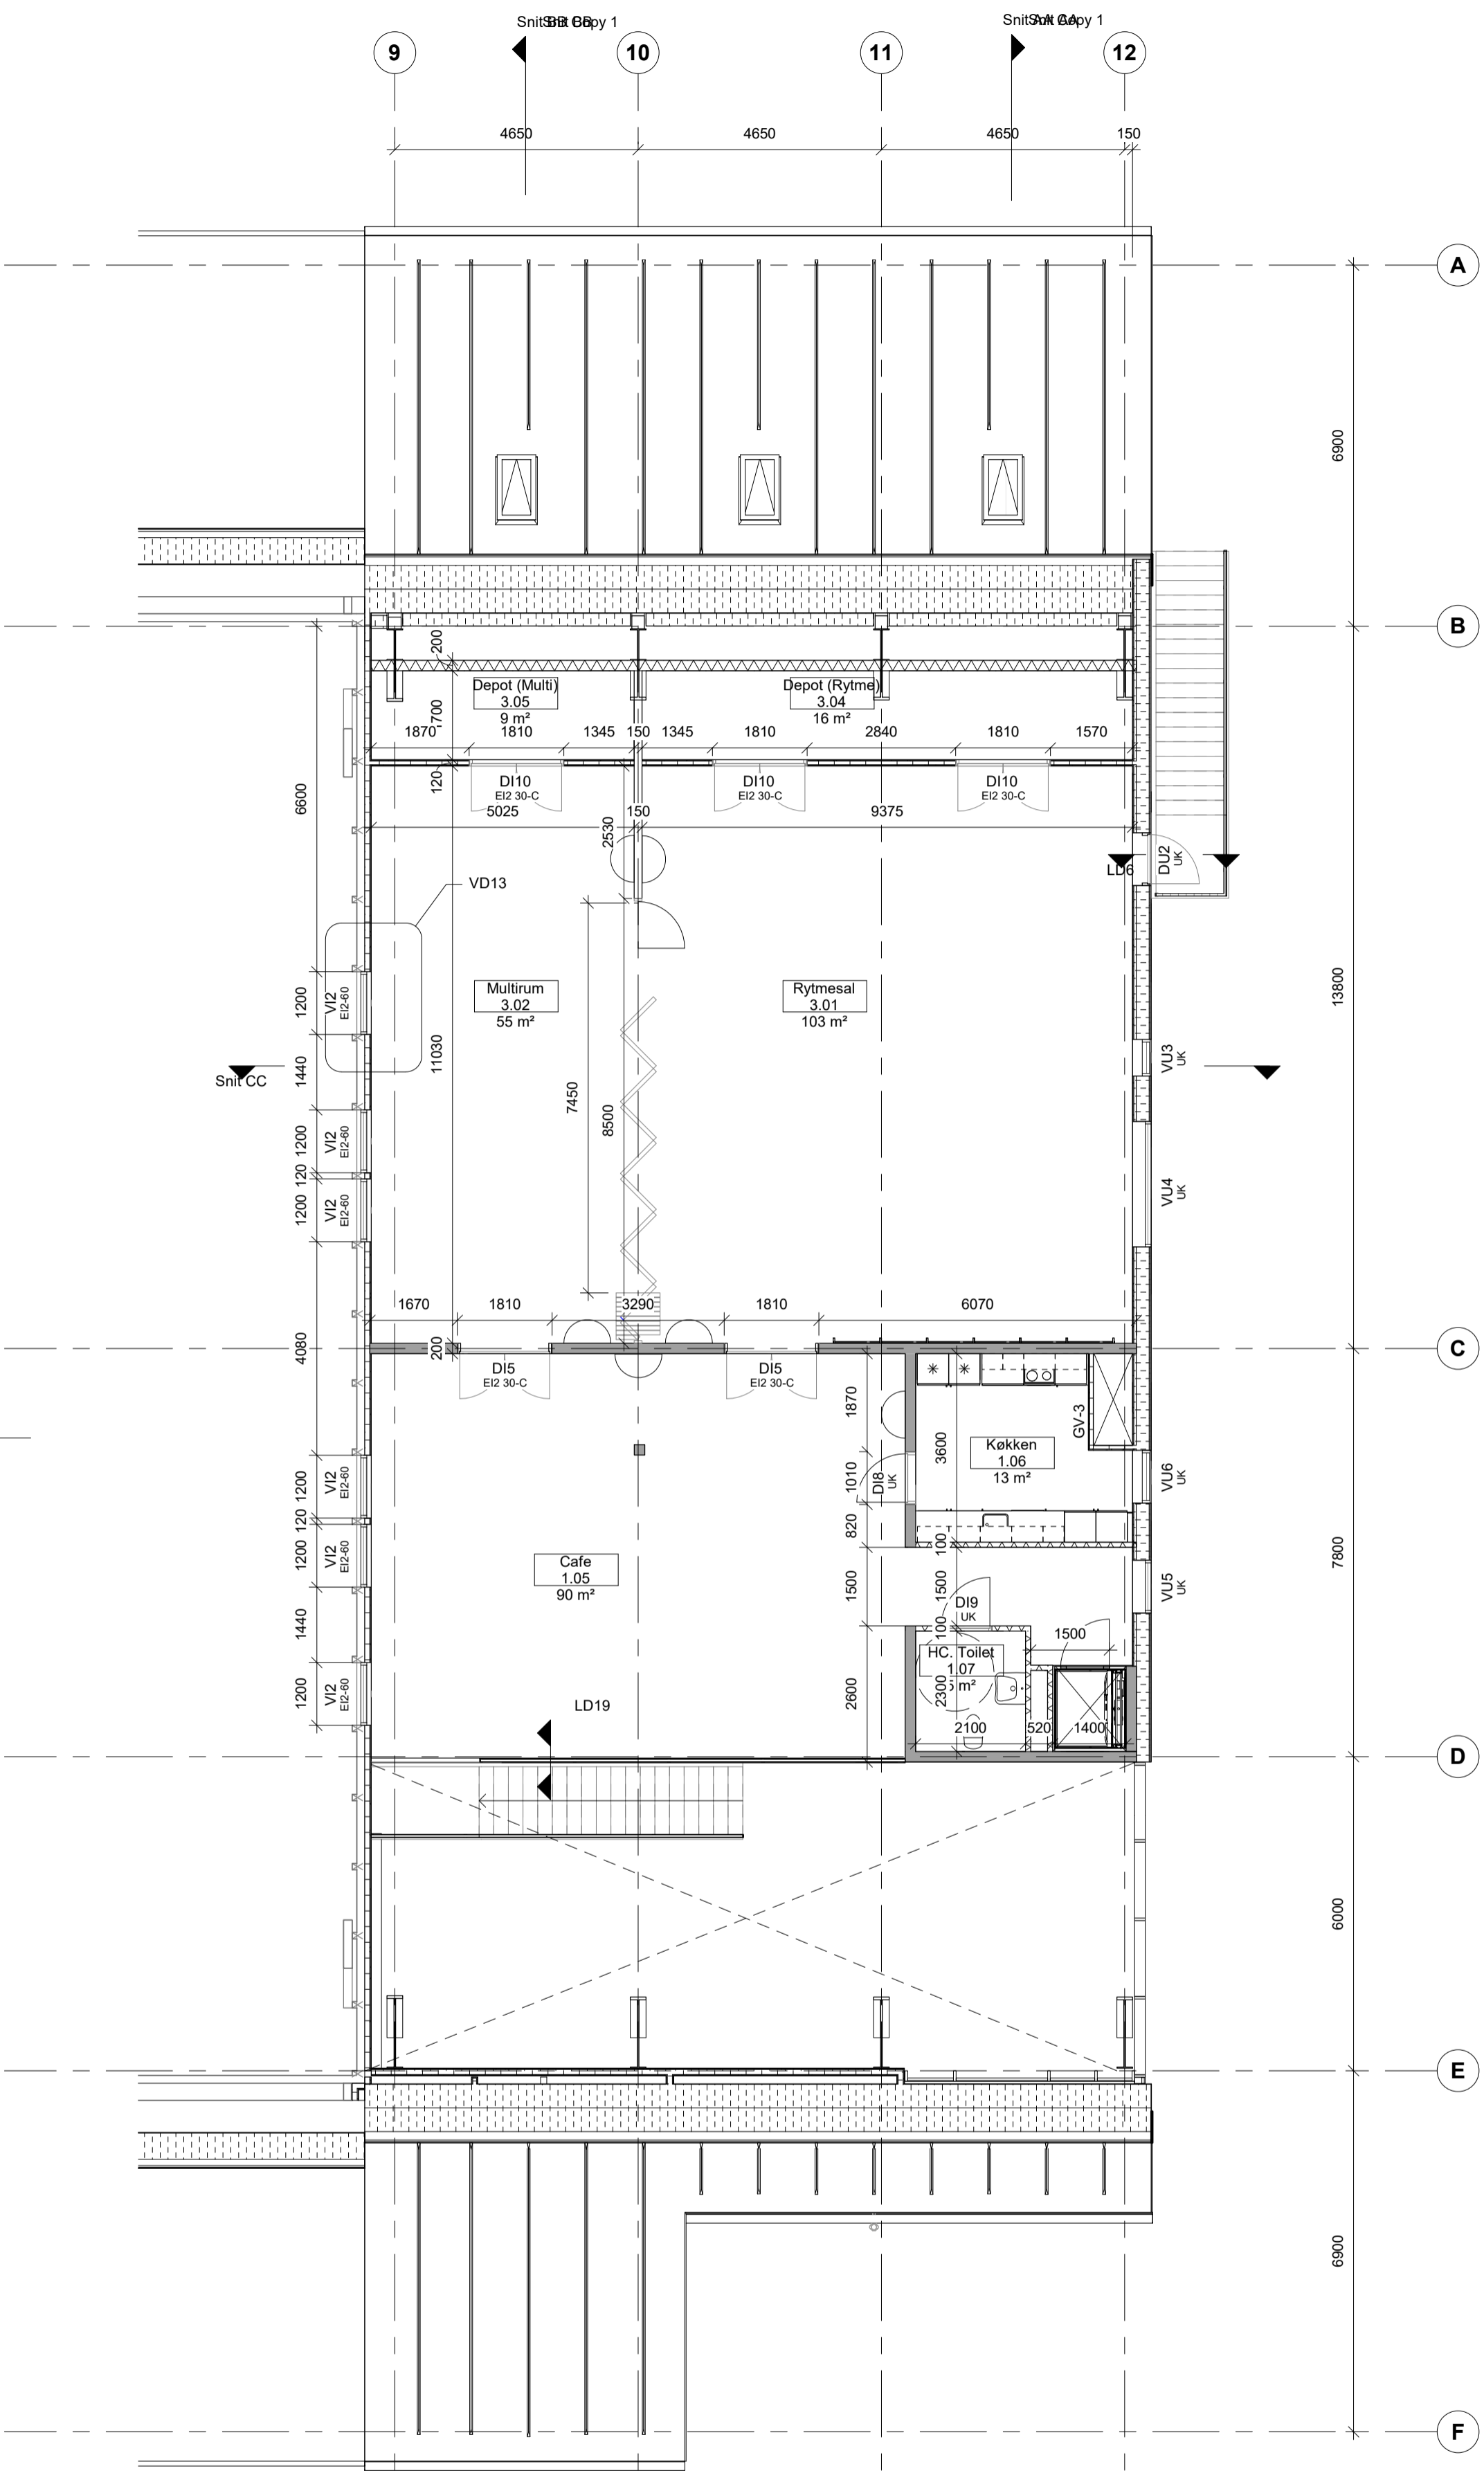 Snit BB
Snit BB Copy 1
Snit AA
Snit AA Copy 1
9
10
11
12
4650
4650
4650
150
A
6900
B
200
Depot (Multi)
3.05
9 m²
Depot (Rytme)
3.04
16 m²
1870
1810
1345
150
1345
1810
2840
1810
1570
120
DI10
EI2 30-C
DI10
EI2 30-C
DI10
EI2 30-C
5025
150
9375
6600
2530
LD6
DU2
UK
VD13
13800
1200
VI2
EI2-60
Multirum
3.02
55 m²
Rytmesal
3.01
103 m²
11030
1440
Snit CC
7450
8500
VU3
UK
1200
VI2
EI2-60
120
1200
VI2
EI2-60
VU4
UK
1670
1810
3290
1810
6070
4080
200
C
DI5
EI2 30-C
DI5
EI2 30-C
1870
GV-3
3600
Køkken
1.06
13 m²
1010
DI8
UK
VU6
UK
1200
VI2
EI2-60
820
120
100
7800
1200
VI2
EI2-60
Cafe
1.05
90 m²
1500
1500
VU5
UK
DI9
UK
1440
100
1500
HC. Toilet
1.07
m²
2600
2300
1200
VI2
EI2-60
LD19
2100
520
1400
D
6000
E
6900
F